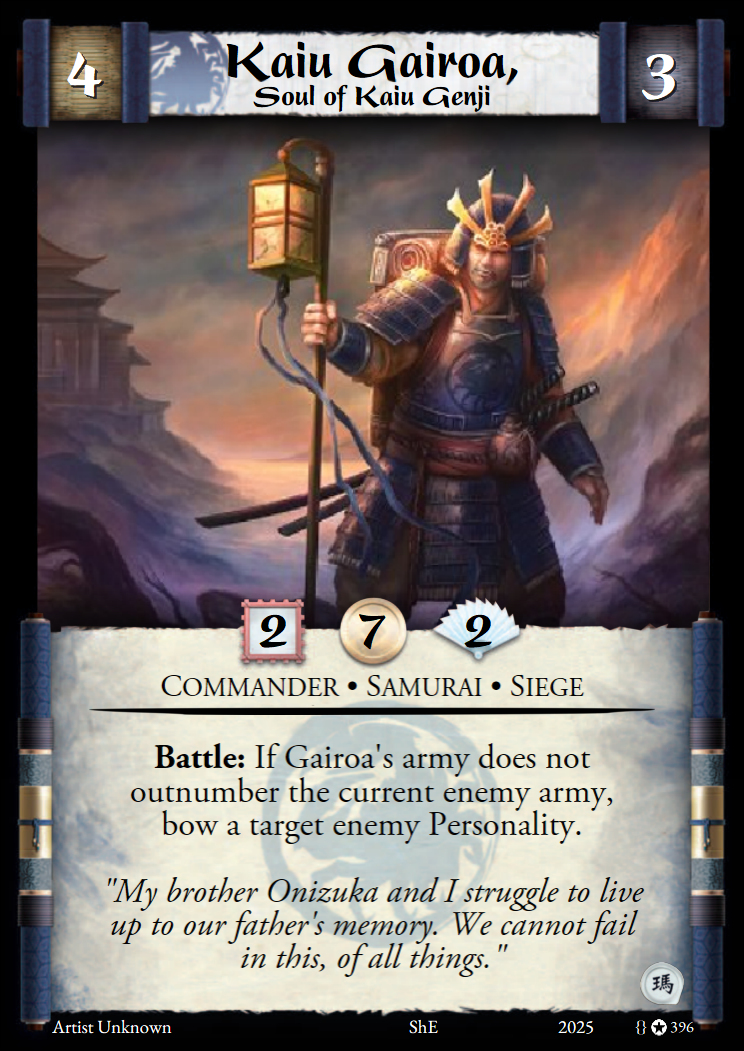 4
Kaiu Gairoa,
3
Soul of Kaiu Genji
2
7
2
Commander • Samurai • Siege
Battle: If Gairoa's army does not
outnumber the current enemy army,
bow a target enemy Personality.
"My brother Onizuka and I struggle to live
up to our father's memory. We cannot fail
in this, of all things."
瑪
Artist Unknown ShE 2025 {} ✪ 396